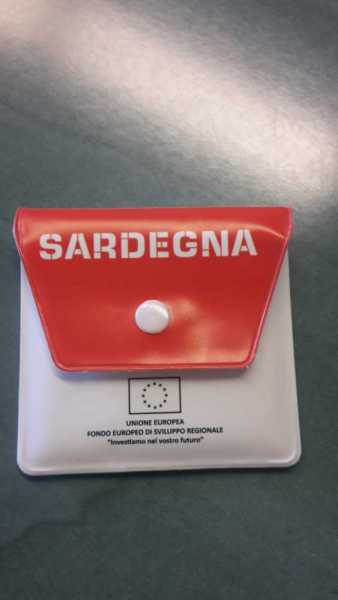 SARDEGNA
UNIONE EUROPEA
FONDO EUROPEO DI SVILUPPO REGIONALE
"Investiamo nel vostro futuro"